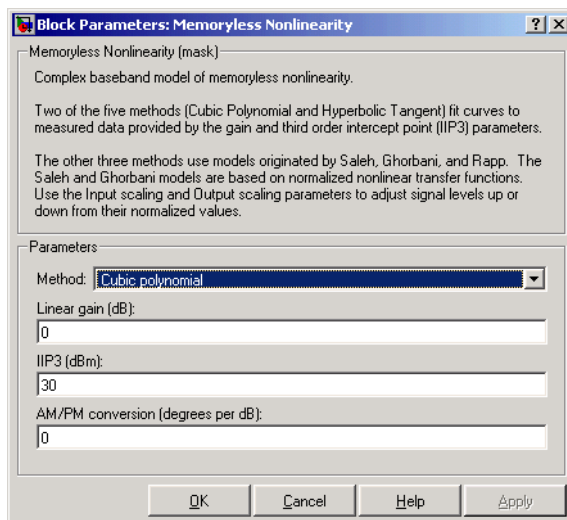 Block Parameters: Memoryless Nonlinearity
Memoryless Nonlinearity (mask)
Complex baseband model of memoryless nonlinearity.
Two of the five methods (Cubic Polynomial and Hyperbolic Tangent) fit curves to
measured data provided by the gain and third order intercept point (IIP3) parameters.
The other three methods use models originated by Saleh, Ghorbani, and Rapp. The
Saleh and Ghorbani models are based on normalized nonlinear transfer functions.
Use the Input scaling and Output scaling parameters to adjust signal levels up or
down from their normalized values.
Parameters
Method: Cubic polynomial
Linear gain (dB):
0
IIP3 (dBm):
30
AM/PM conversion (degrees per dB):
0
OK Cancel Help Apply